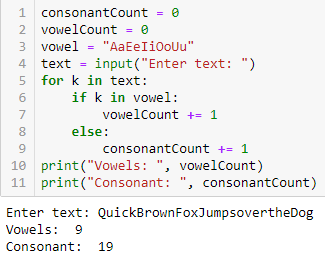 1 consonantCount = 0
2 vowelCount = 0
3 vowel = "AaEeIiOoUu"
4 text = input("Enter text: ")
5 for k in text:
6     if k in vowel:
7         vowelCount += 1
8     else:
9         consonantCount += 1
10 print("Vowels: ", vowelCount)
11 print("Consonant: ", consonantCount)
Enter text: QuickBrownFoxJumpsovertheDog
Vowels:  9
Consonant:  19